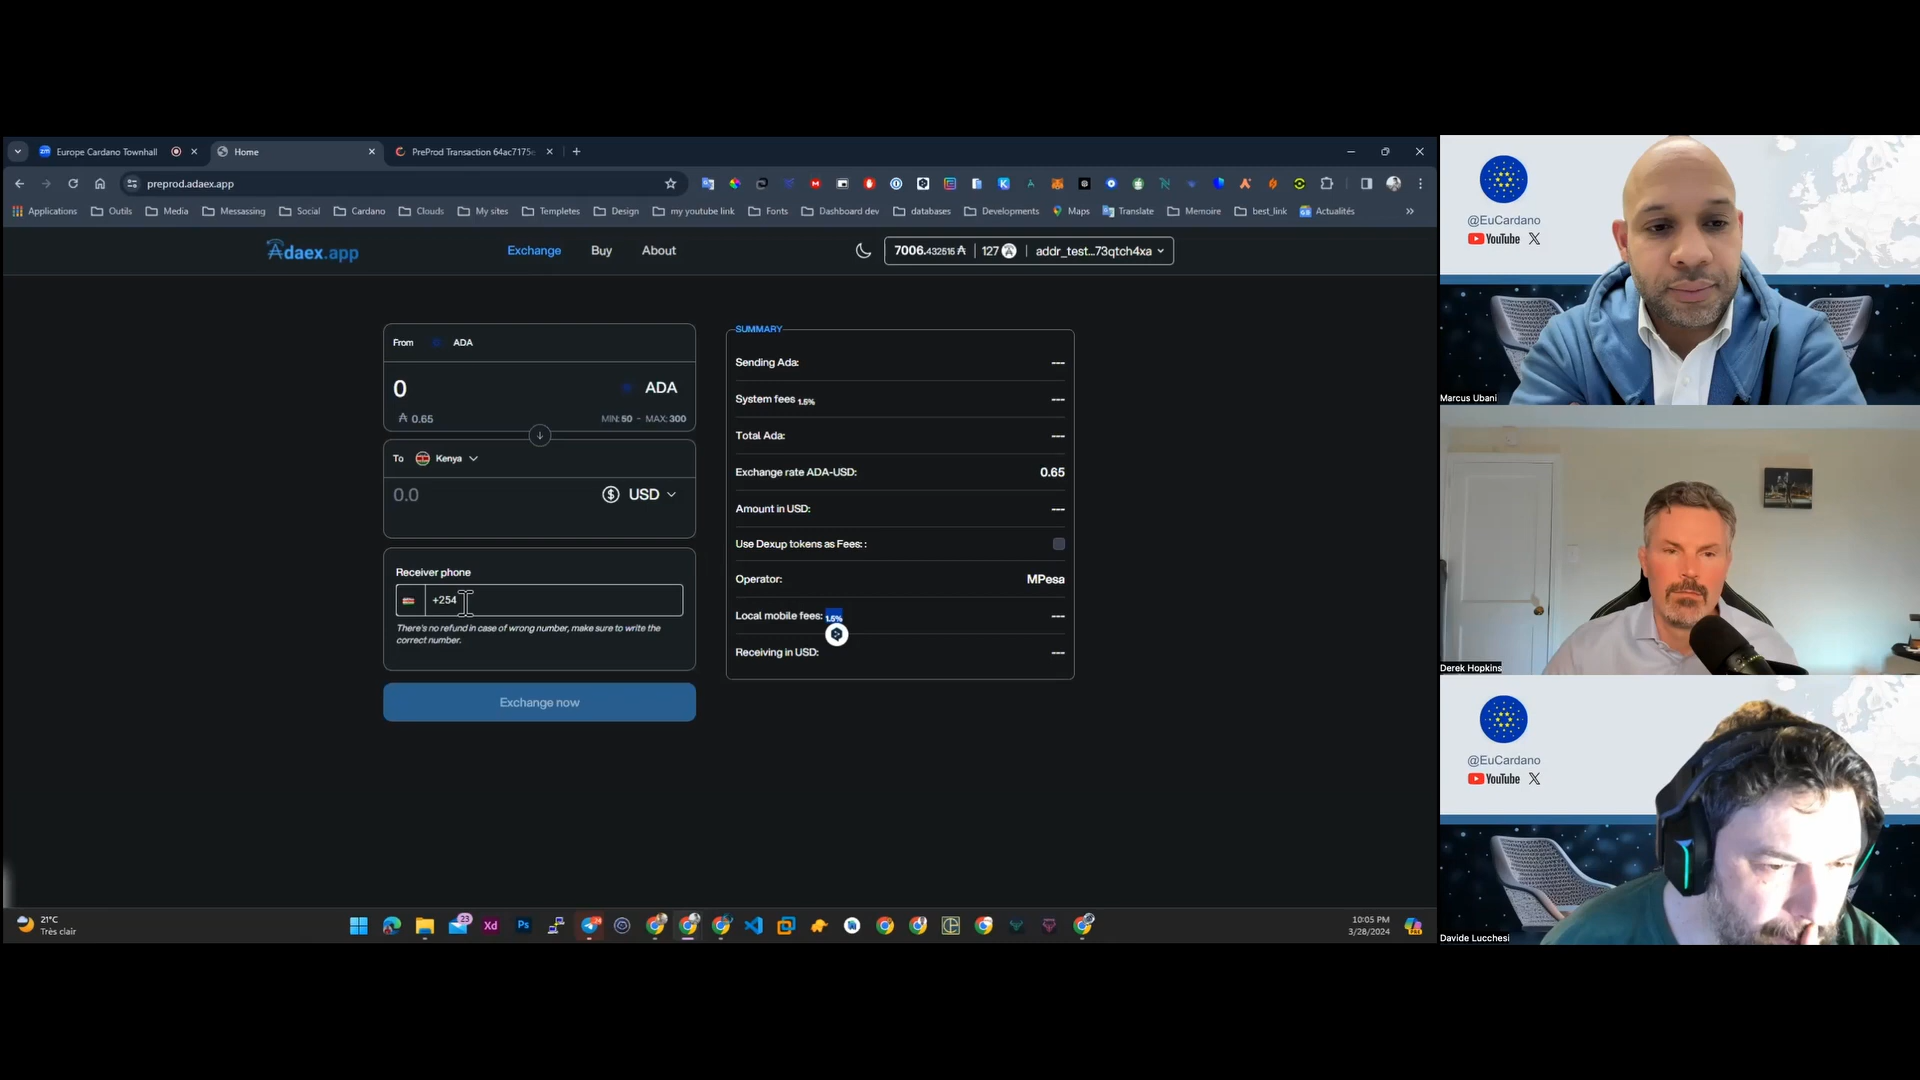 Europe Cardano Townhall
Home
PreProd Transaction 64ac7175
preprod.adaex.app
Applications
Outils
Media
Messassing
Social
Cardano
Clouds
My sites
Templetes
Design
my youtube link
Fonts
Dashboard dev
databases
Developments
Maps
Translate
Memoire
best_link
Actualités
Adaex.app
Exchange
Buy
About
7006.432515 ₳
127
addr_test...73qtch4xa
From ADA
0 ADA
₳ 0.65
MIN: 50 - MAX: 300
To Kenya
0.0 USD
Receiver phone
+254
There's no refund in case of wrong number, make sure to write the
correct number.
Exchange now
SUMMARY
Sending Ada: ---
System fees 1.5% ---
Total Ada: ---
Exchange rate ADA-USD: 0.65
Amount in USD: ---
Use Dexup tokens as Fees: :
Operator: MPesa
Local mobile fees: 1.5% ---
Receiving in USD: ---
21°C
Très clair
23
Xd
Ps
10:05 PM
3/28/2024
@EuCardano
YouTube X
Marcus Ubani
Derek Hopkins
@EuCardano
YouTube X
Davide Lucchesi